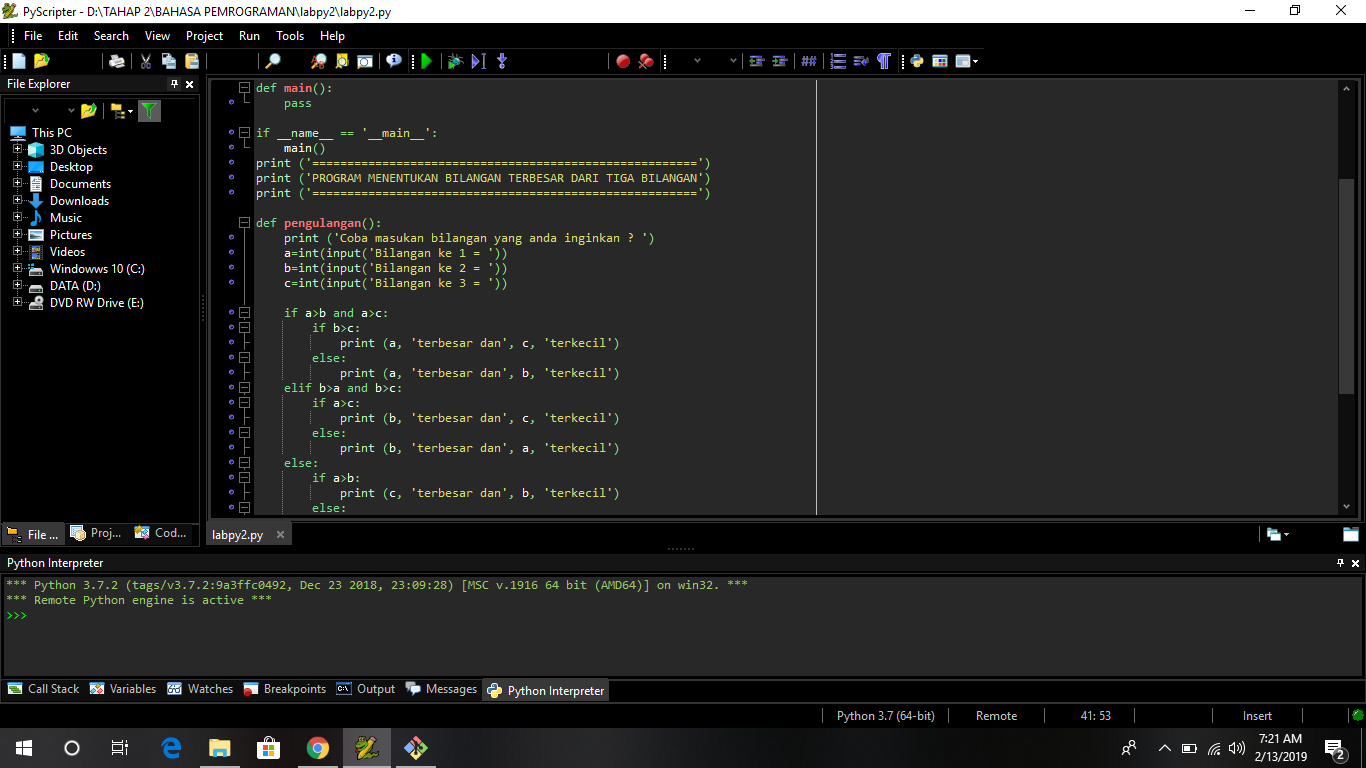 PyScripter - D:\TAHAP 2\BAHASA PEMROGRAMAN\labpy2\labpy2.py
File Edit Search View Project Run Tools Help
File Explorer
This PC
3D Objects
Desktop
Documents
Downloads
Music
Pictures
Videos
Windowws 10 (C:)
DATA (D:)
DVD RW Drive (E:)
File ... Proj... Cod...
def main():
    pass
if __name__ == '__main__':
    main()
print ('=======================================================')
print ('PROGRAM MENENTUKAN BILANGAN TERBESAR DARI TIGA BILANGAN')
print ('=======================================================')
def pengulangan():
    print ('Coba masukan bilangan yang anda inginkan ? ')
    a=int(input('Bilangan ke 1 = '))
    b=int(input('Bilangan ke 2 = '))
    c=int(input('Bilangan ke 3 = '))
    if a>b and a>c:
        if b>c:
            print (a, 'terbesar dan', c, 'terkecil')
        else:
            print (a, 'terbesar dan', b, 'terkecil')
    elif b>a and b>c:
        if a>c:
            print (b, 'terbesar dan', c, 'terkecil')
        else:
            print (b, 'terbesar dan', a, 'terkecil')
    else:
        if a>b:
            print (c, 'terbesar dan', b, 'terkecil')
        else:
labpy2.py
Python Interpreter
*** Python 3.7.2 (tags/v3.7.2:9a3ffc0492, Dec 23 2018, 23:09:28) [MSC v.1916 64 bit (AMD64)] on win32. ***
*** Remote Python engine is active ***
>>>
Call Stack Variables Watches Breakpoints Output Messages Python Interpreter
Python 3.7 (64-bit) Remote 41: 53 Insert
7:21 AM
2/13/2019
2